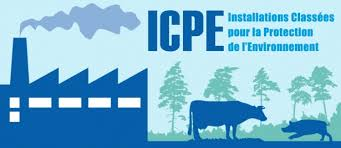 ICPE
Installations Classées
pour la Protection
de l'Environnement